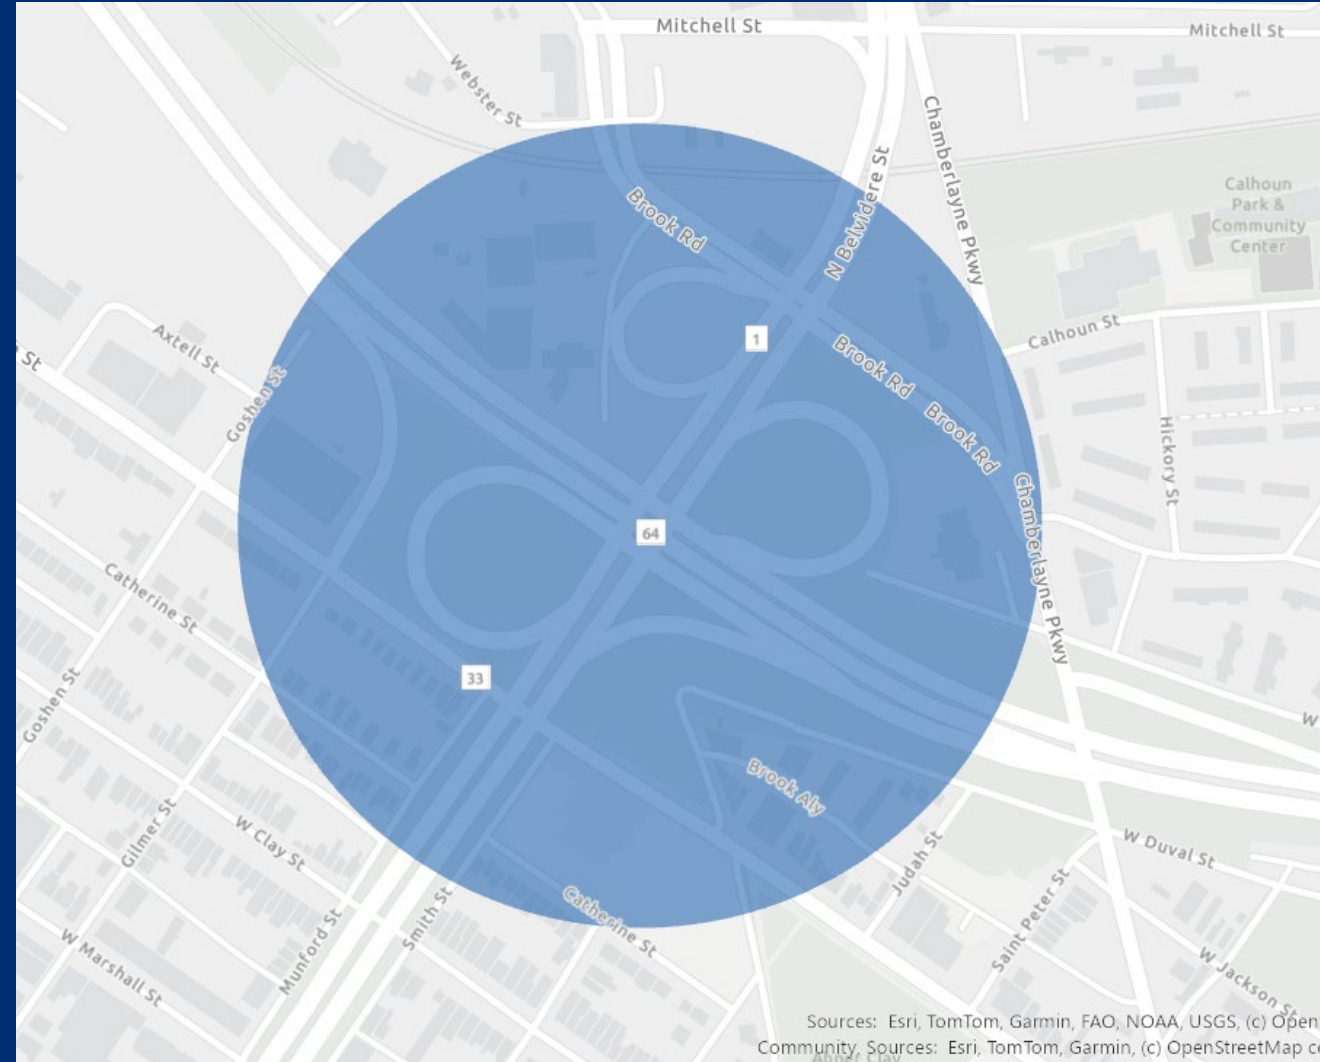 Mitchell St
Mitchell St
Webster St
Chamberlayne Pkwy
N Belvidere St
Calhoun
Park &
Community
Center
Brook Rd
Calhoun St
1
Axtell St
St
Goshen St
Brook Rd
Brook Rd
Hickory St
Chamberlayne Pkwy
64
Catherine St
33
Goshen St
W
Brook Aly
Gilmer St
W Clay St
W Duval St
Judah St
Saint Peter St
Catherine St
Smith St
Munford St
W Marshall St
W Jackson St
Sources: Esri, TomTom, Garmin, FAO, NOAA, USGS, (c) Open
Community, Sources: Esri, TomTom, Garmin, (c) OpenStreetMap c
Abner Clay